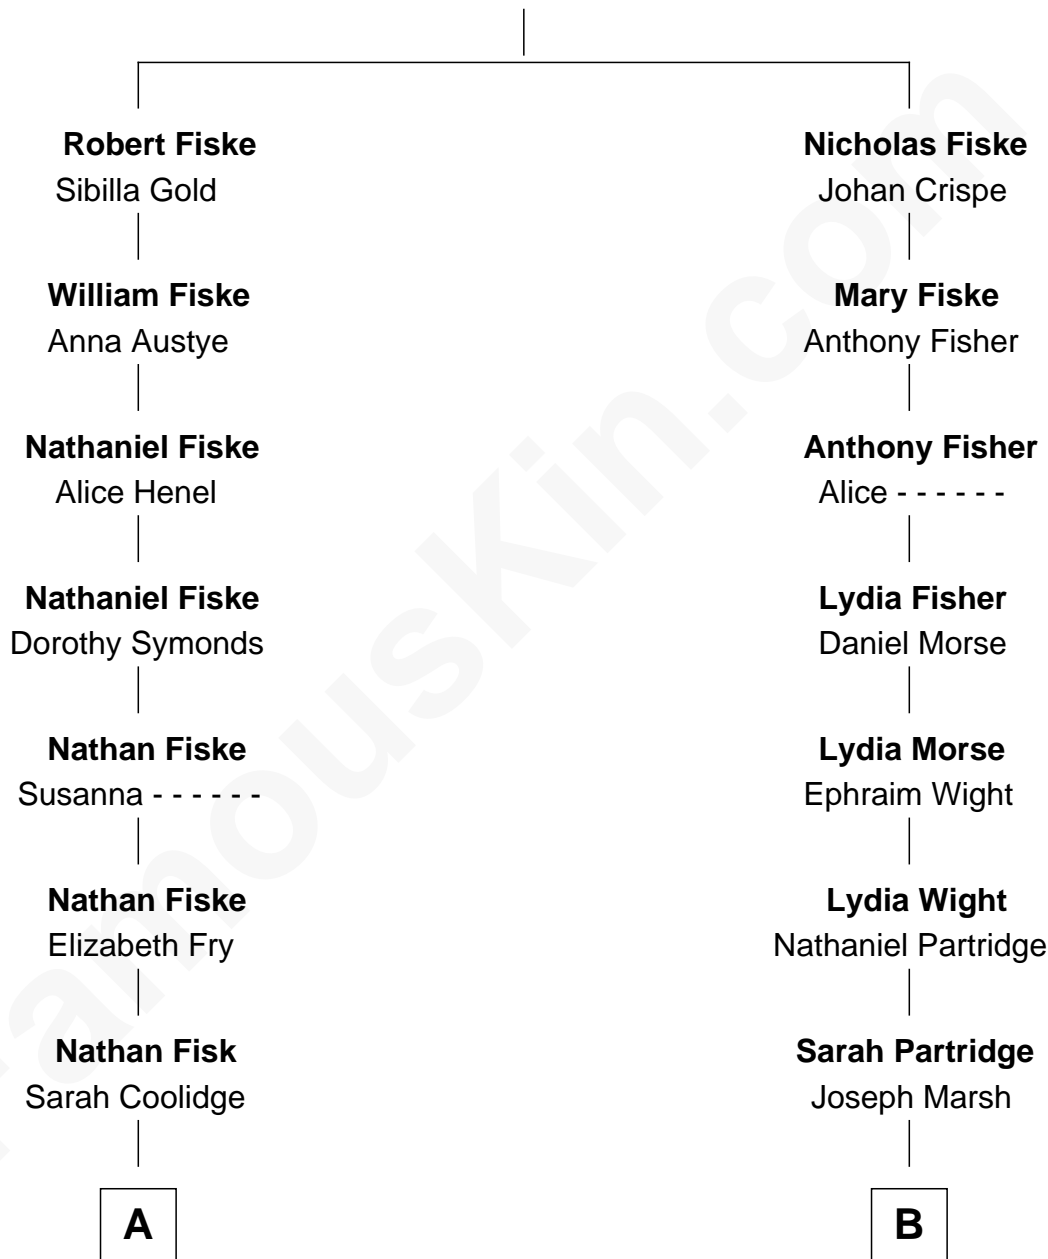 Robert Fiske
Sibilla Gold
William Fiske
Anna Austye
Nathaniel Fiske
Alice Henel
Nathaniel Fiske
Dorothy Symonds
Nathan Fiske
Susanna - - - - - -
Nathan Fiske
Elizabeth Fry
Nathan Fisk
Sarah Coolidge
A
Nicholas Fiske
Johan Crispe
Mary Fiske
Anthony Fisher
Anthony Fisher
Alice - - - - - -
Lydia Fisher
Daniel Morse
Lydia Morse
Ephraim Wight
Lydia Wight
Nathaniel Partridge
Sarah Partridge
Joseph Marsh
B
FamousKin.com